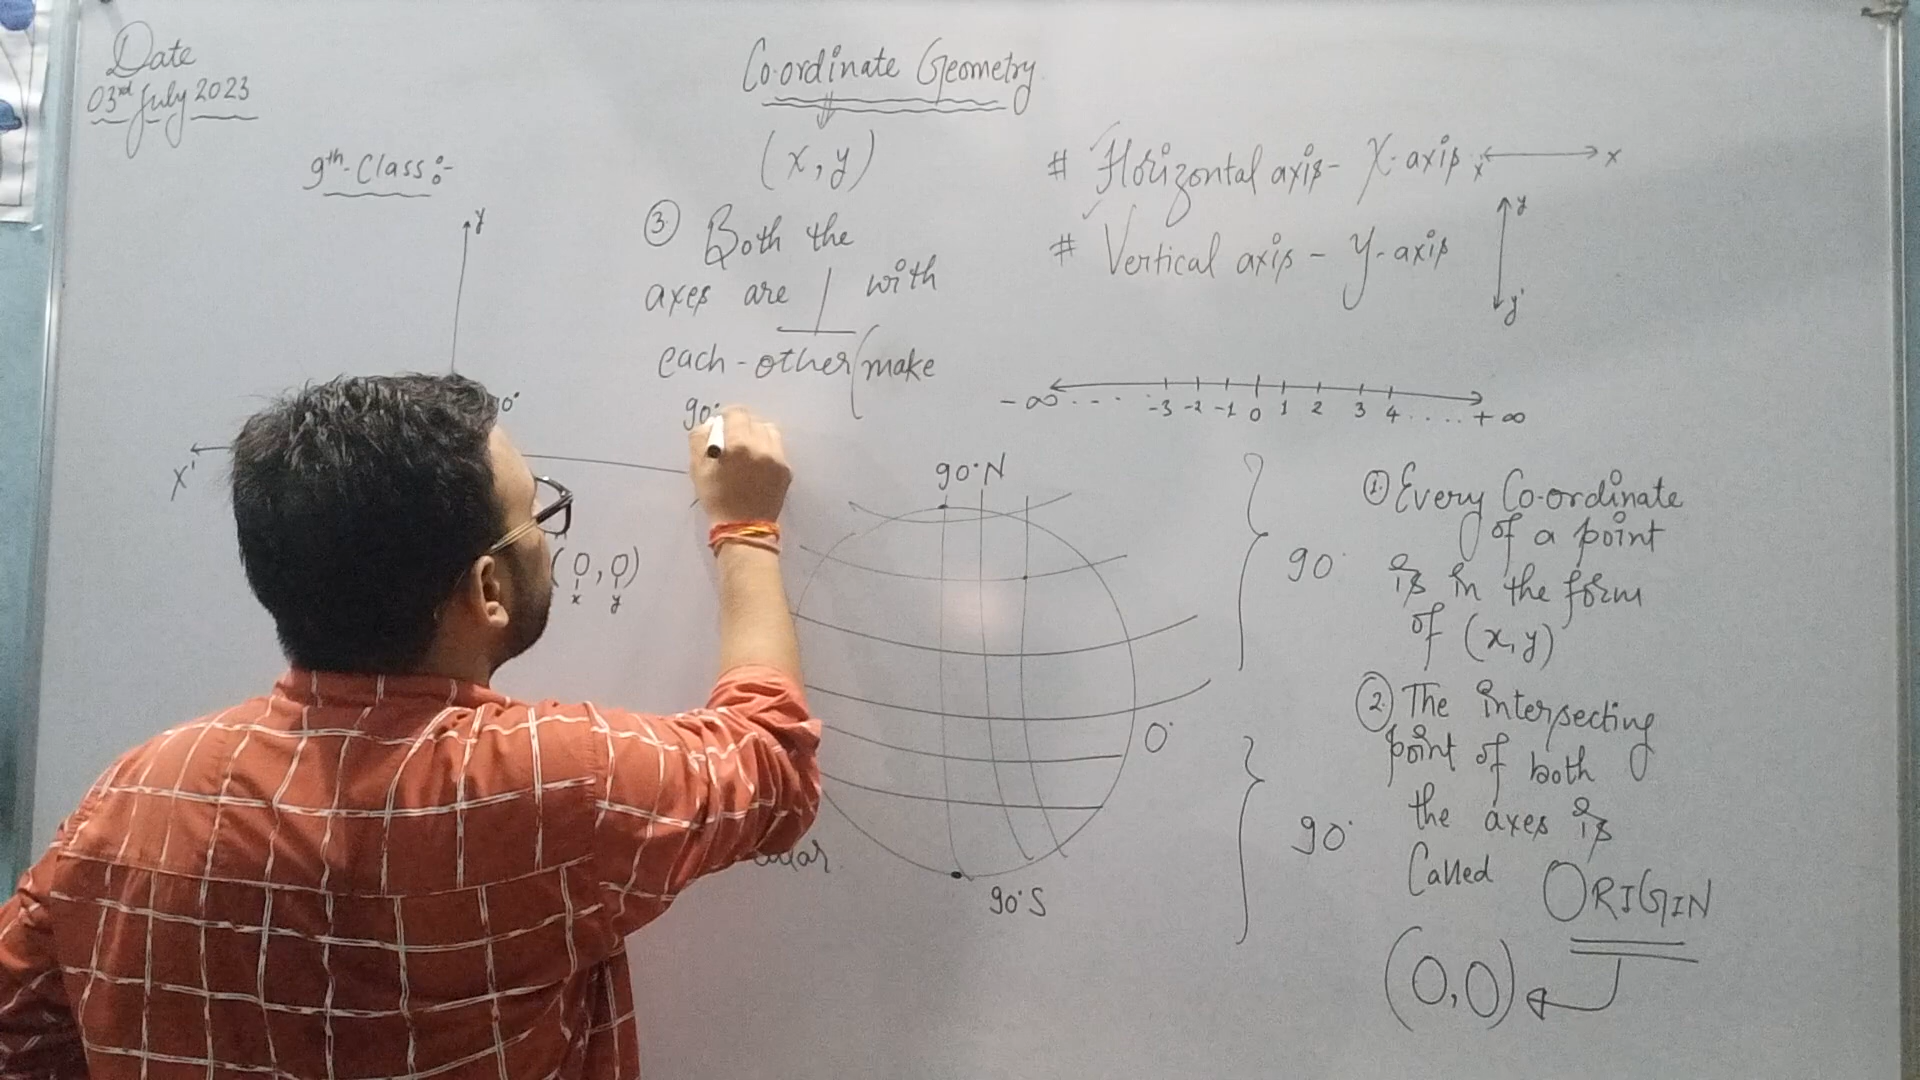 Date
03rd July 2023
Co-ordinate Geometry
(x, y)
9th-Class:-
y
X'
(0,0)
x y
③ Both the
axes are ⊥ with
each-other (make
90°
# Horizontal axis - X-axis x' x
# Vertical axis - Y-axis
y
y'
-∞ .... -3 -2 -1 0 1 2 3 4 ..... +∞
90°N
90°
90°
0°
90°S
① Every Co-ordinate
of a point
is in the form
of (x,y)
② The intersecting
point of both
the axes is
Called ORIGIN
(0,0)